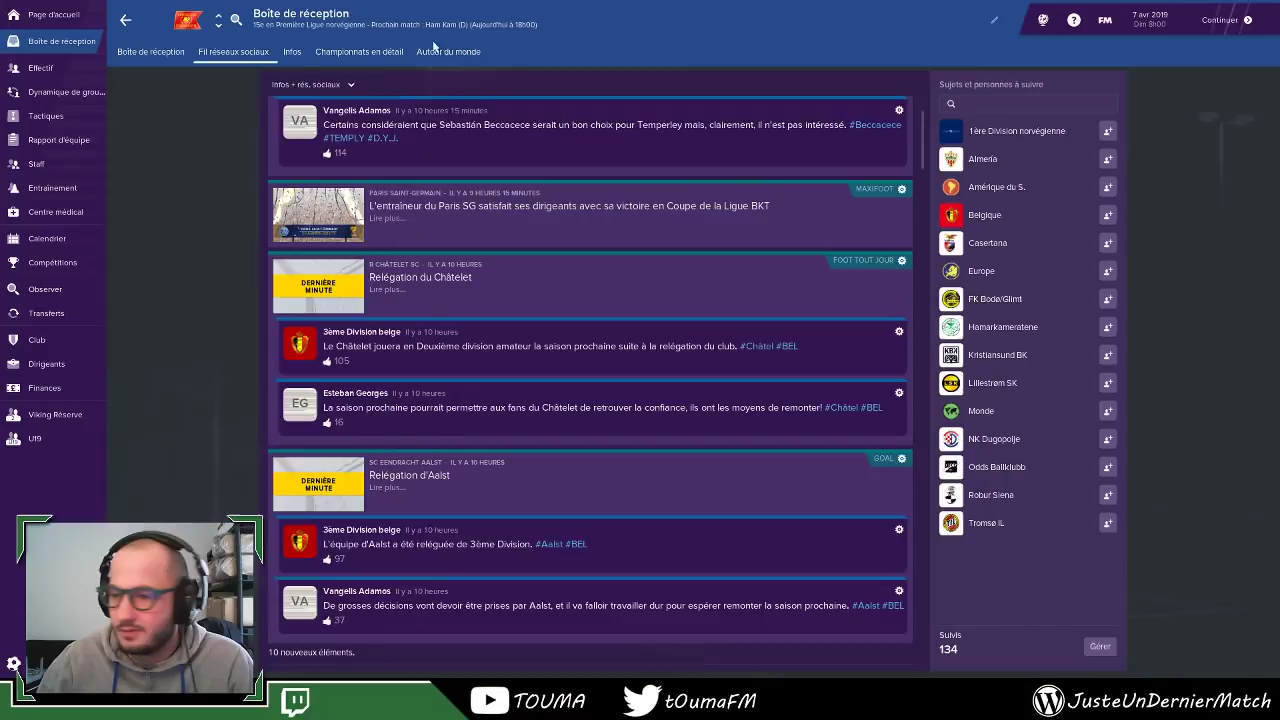 Page d'accueil
Boîte de réception
15e en Première Ligue norvégienne - Prochain match : Ham Kam (D) (Aujourd'hui à 18h00)
FM
7 avr 2019
Dim 8h00
Continuer
Boîte de réception
Effectif
Dynamique de grou...
Tactiques
Rapport d'équipe
Staff
Entraînement
Centre médical
Calendrier
Compétitions
Observer
Transferts
Club
Dirigeants
Finances
Viking Réserve
U19
Boîte de réception
Fil réseaux sociaux
Infos
Championnats en détail
Autour du monde
Infos + rés. sociaux
VA
Vangelis Adamos Il y a 10 heures 15 minutes
Certains considéraient que Sebastián Beccacece serait un bon choix pour Temperley mais, clairement, il n'est pas intéressé. #Beccacece
#TEMPLY #D.Y.J.
114
PARIS SAINT-GERMAIN - IL Y A 9 HEURES 15 MINUTES
MAXIFOOT
L'entraîneur du Paris SG satisfait ses dirigeants avec sa victoire en Coupe de la Ligue BKT
Lire plus...
DERNIÈRE
MINUTE
R CHÂTELET SC - IL Y A 10 HEURES
FOOT TOUT JOUR
Relégation du Châtelet
Lire plus...
3ème Division belge Il y a 10 heures
Le Châtelet jouera en Deuxième division amateur la saison prochaine suite à la relégation du club. #Châtel #BEL
105
EG
Esteban Georges Il y a 10 heures
La saison prochaine pourrait permettre aux fans du Châtelet de retrouver la confiance, ils ont les moyens de remonter! #Châtel #BEL
16
DERNIÈRE
MINUTE
SC EENDRACHT AALST - IL Y A 10 HEURES
GOAL
Relégation d'Aalst
Lire plus...
3ème Division belge Il y a 10 heures
L'équipe d'Aalst a été reléguée de 3ème Division. #Aalst #BEL
97
VA
Vangelis Adamos Il y a 10 heures
De grosses décisions vont devoir être prises par Aalst, et il va falloir travailler dur pour espérer remonter la saison prochaine. #Aalst #BEL
37
10 nouveaux éléments.
Sujets et personnes à suivre
1ère Division norvégienne
Almería
Amérique du S.
Belgique
Casertana
Europe
FK Bodø/Glimt
Hamarkameratene
Kristiansund BK
Lillestrøm SK
Monde
NK Dugopolje
Odds Ballklubb
Robur Siena
Tromsø IL
Suivis
134
Gérer
TOUMA
tOumaFM
JusteUnDernierMatch